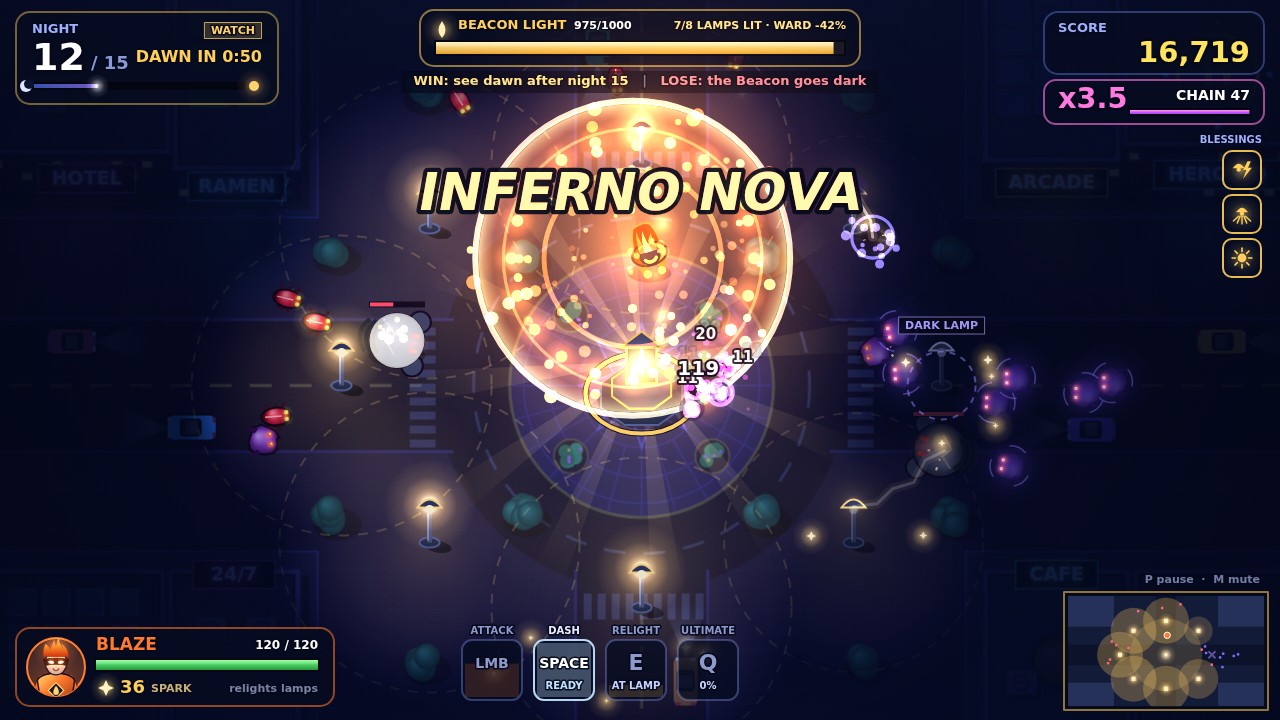 NIGHT
WATCH
12 / 15
DAWN IN 0:50
BEACON LIGHT 975/1000
7/8 LAMPS LIT · WARD -42%
WIN: see dawn after night 15 | LOSE: the Beacon goes dark
SCORE
16,719
x3.5
CHAIN 47
BLESSINGS
HOTEL
RAMEN
ARCADE
HERO
INFERNO NOVA
DARK LAMP
20
11
119
11
24/7
CAFE
P pause · M mute
BLAZE
120 / 120
36 SPARK
relights lamps
ATTACK
LMB
DASH
SPACE
READY
RELIGHT
E
AT LAMP
ULTIMATE
Q
0%